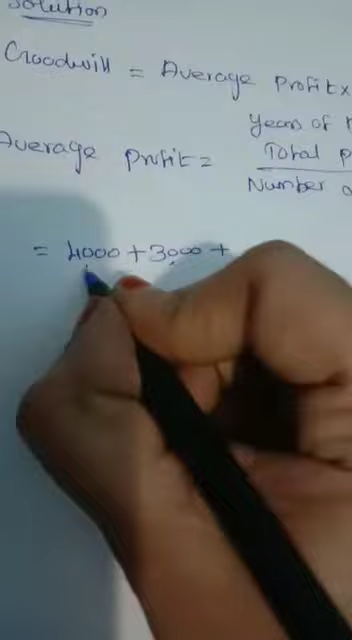 Solution
Goodwill = Average Profit x
Years of
Average profit = Total
Number
= 4000 + 3000 +